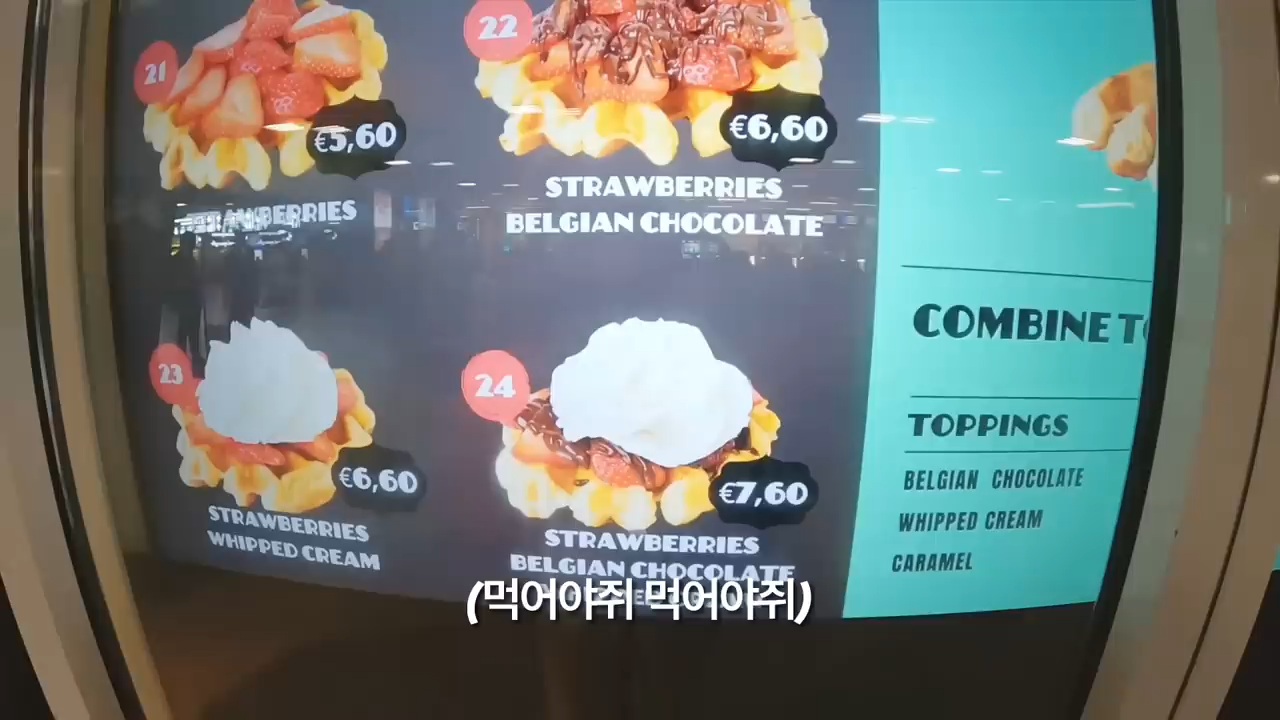 21
22
€5,60
€6,60
STRAWBERRIES
STRAWBERRIES
BELGIAN CHOCOLATE
23
24
€6,60
€7,60
STRAWBERRIES
WHIPPED CREAM
STRAWBERRIES
BELGIAN CHOCOLATE
COMBINE
TOPPINGS
BELGIAN CHOCOLATE
WHIPPED CREAM
CARAMEL
(먹어야쥐 먹어야쥐)